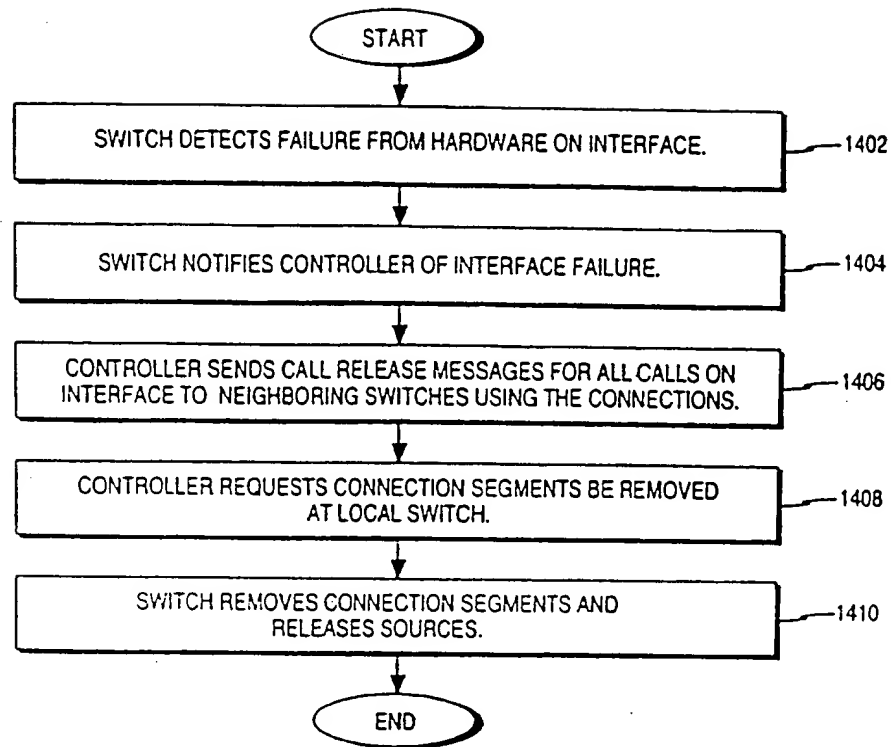 START
SWITCH DETECTS FAILURE FROM HARDWARE ON INTERFACE.
1402
SWITCH NOTIFIES CONTROLLER OF INTERFACE FAILURE.
1404
CONTROLLER SENDS CALL RELEASE MESSAGES FOR ALL CALLS ON
INTERFACE TO NEIGHBORING SWITCHES USING THE CONNECTIONS.
1406
CONTROLLER REQUESTS CONNECTION SEGMENTS BE REMOVED
AT LOCAL SWITCH.
1408
SWITCH REMOVES CONNECTION SEGMENTS AND
RELEASES SOURCES.
1410
END